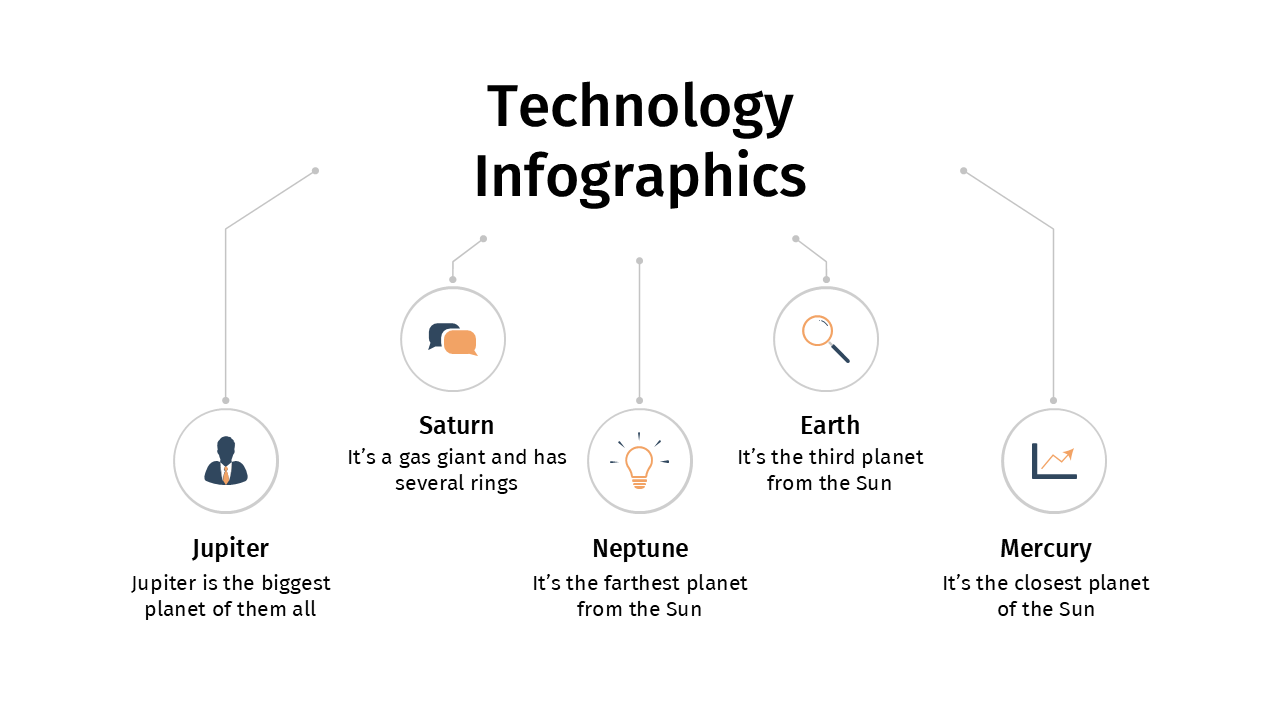 Technology
Infographics
Saturn
It’s a gas giant and has
several rings
Earth
It’s the third planet
from the Sun
Jupiter
Jupiter is the biggest
planet of them all
Neptune
It’s the farthest planet
from the Sun
Mercury
It’s the closest planet
of the Sun